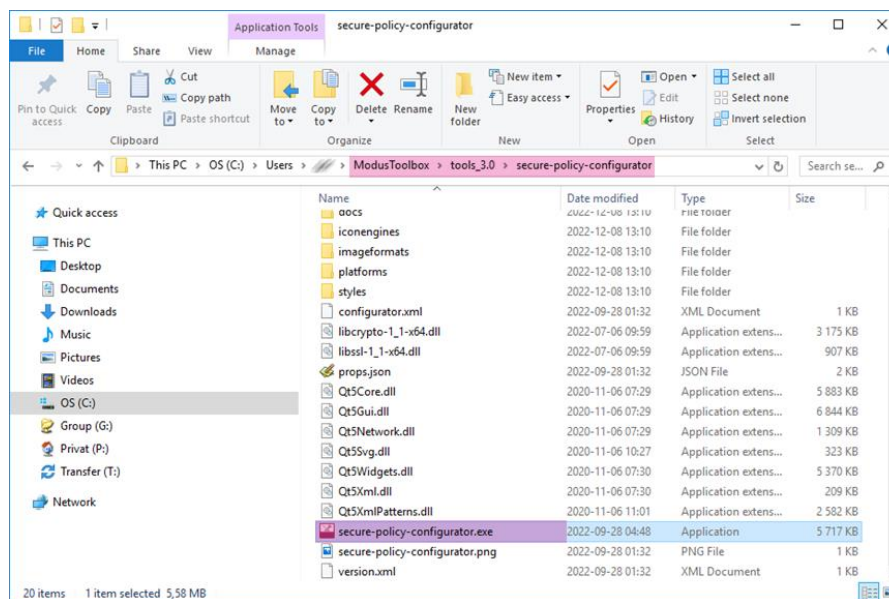 Application Tools secure-policy-configurator
File Home Share View Manage
Pin to Quick access
Copy
Paste
Cut
Copy path
Paste shortcut
Clipboard
Move to
Copy to
Delete
Rename
Organize
New folder
New item
Easy access
New
Properties
Open
Edit
History
Open
Select all
Select none
Invert selection
Select
This PC > OS (C:) > Users > > ModusToolbox > tools_3.0 > secure-policy-configurator
Search se...
Quick access
This PC
Desktop
Documents
Downloads
Music
Pictures
Videos
OS (C:)
Group (G:)
Privat (P:)
Transfer (T:)
Network
Name Date modified Type Size
docs 2022-12-08 13:10 File folder
iconengines 2022-12-08 13:10 File folder
imageformats 2022-12-08 13:10 File folder
platforms 2022-12-08 13:10 File folder
styles 2022-12-08 13:10 File folder
configurator.xml 2022-09-28 01:32 XML Document 1 KB
libcrypto-1_1-x64.dll 2022-07-06 09:59 Application extens... 3 175 KB
libssl-1_1-x64.dll 2022-07-06 09:59 Application extens... 907 KB
props.json 2022-09-28 01:32 JSON File 2 KB
Qt5Core.dll 2020-11-06 07:29 Application extens... 5 883 KB
Qt5Gui.dll 2020-11-06 07:29 Application extens... 6 844 KB
Qt5Network.dll 2020-11-06 07:29 Application extens... 1 309 KB
Qt5Svg.dll 2020-11-06 10:27 Application extens... 323 KB
Qt5Widgets.dll 2020-11-06 07:30 Application extens... 5 370 KB
Qt5Xml.dll 2020-11-06 07:30 Application extens... 209 KB
Qt5XmlPatterns.dll 2020-11-06 11:01 Application extens... 2 582 KB
secure-policy-configurator.exe 2022-09-28 04:48 Application 5 717 KB
secure-policy-configurator.png 2022-09-28 01:32 PNG File 1 KB
version.xml 2022-09-28 01:32 XML Document 1 KB
20 items 1 item selected 5,58 MB